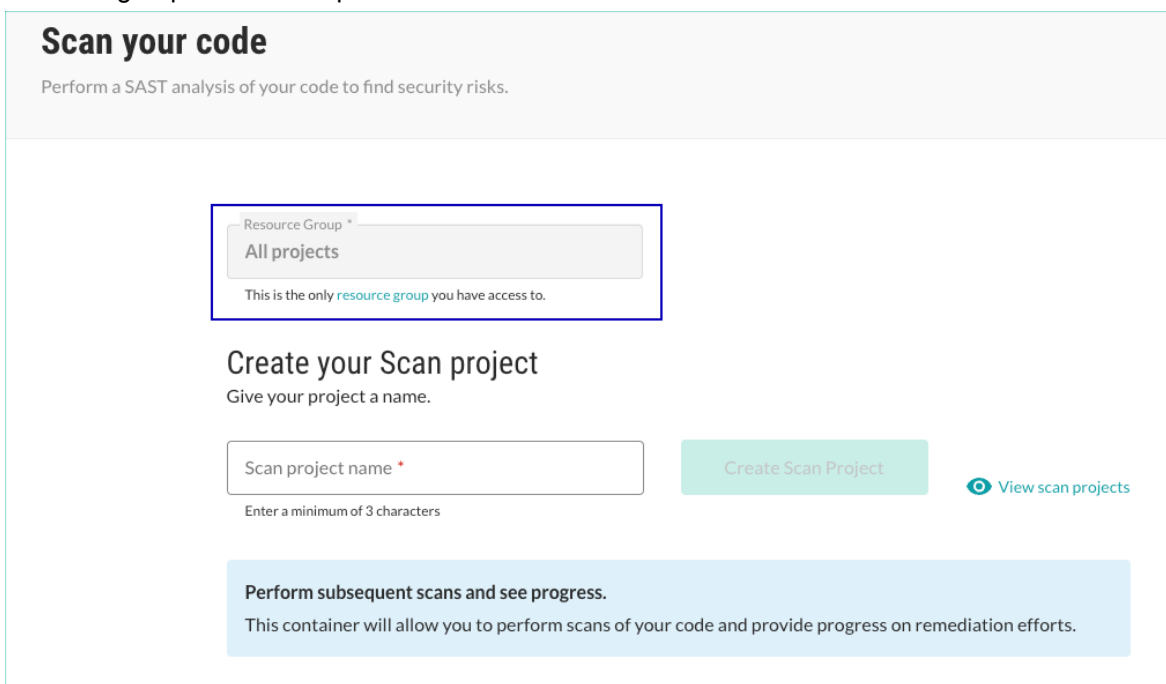 Scan your code
Perform a SAST analysis of your code to find security risks.
Resource Group *
All projects
This is the only resource group you have access to.
Create your Scan project
Give your project a name.
Scan project name *
Create Scan Project
View scan projects
Enter a minimum of 3 characters
Perform subsequent scans and see progress.
This container will allow you to perform scans of your code and provide progress on remediation efforts.